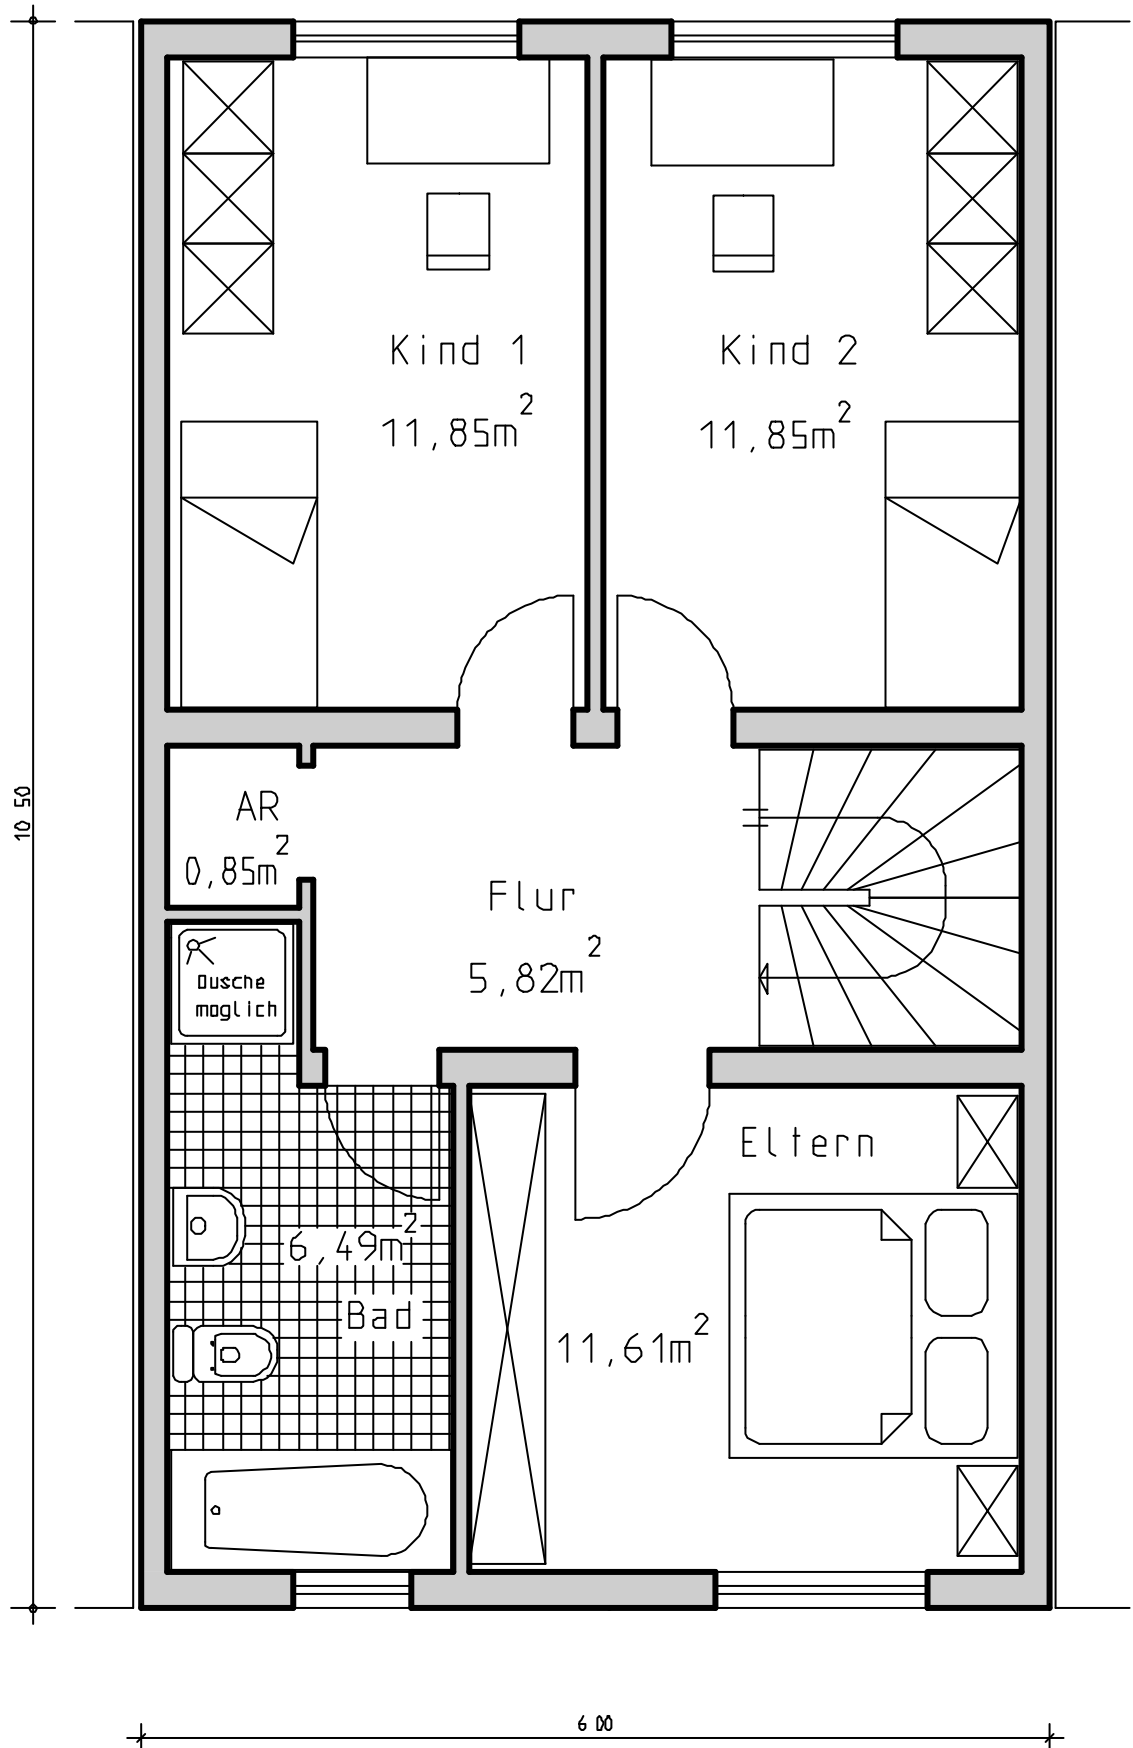 Kind 1
11,85m²
Kind 2
11,85m²
10 50
AR
0,85m²
Flur
5,82m²
Dusche
moglich
Eltern
6,49m²
Bad
11,61m²
6 00